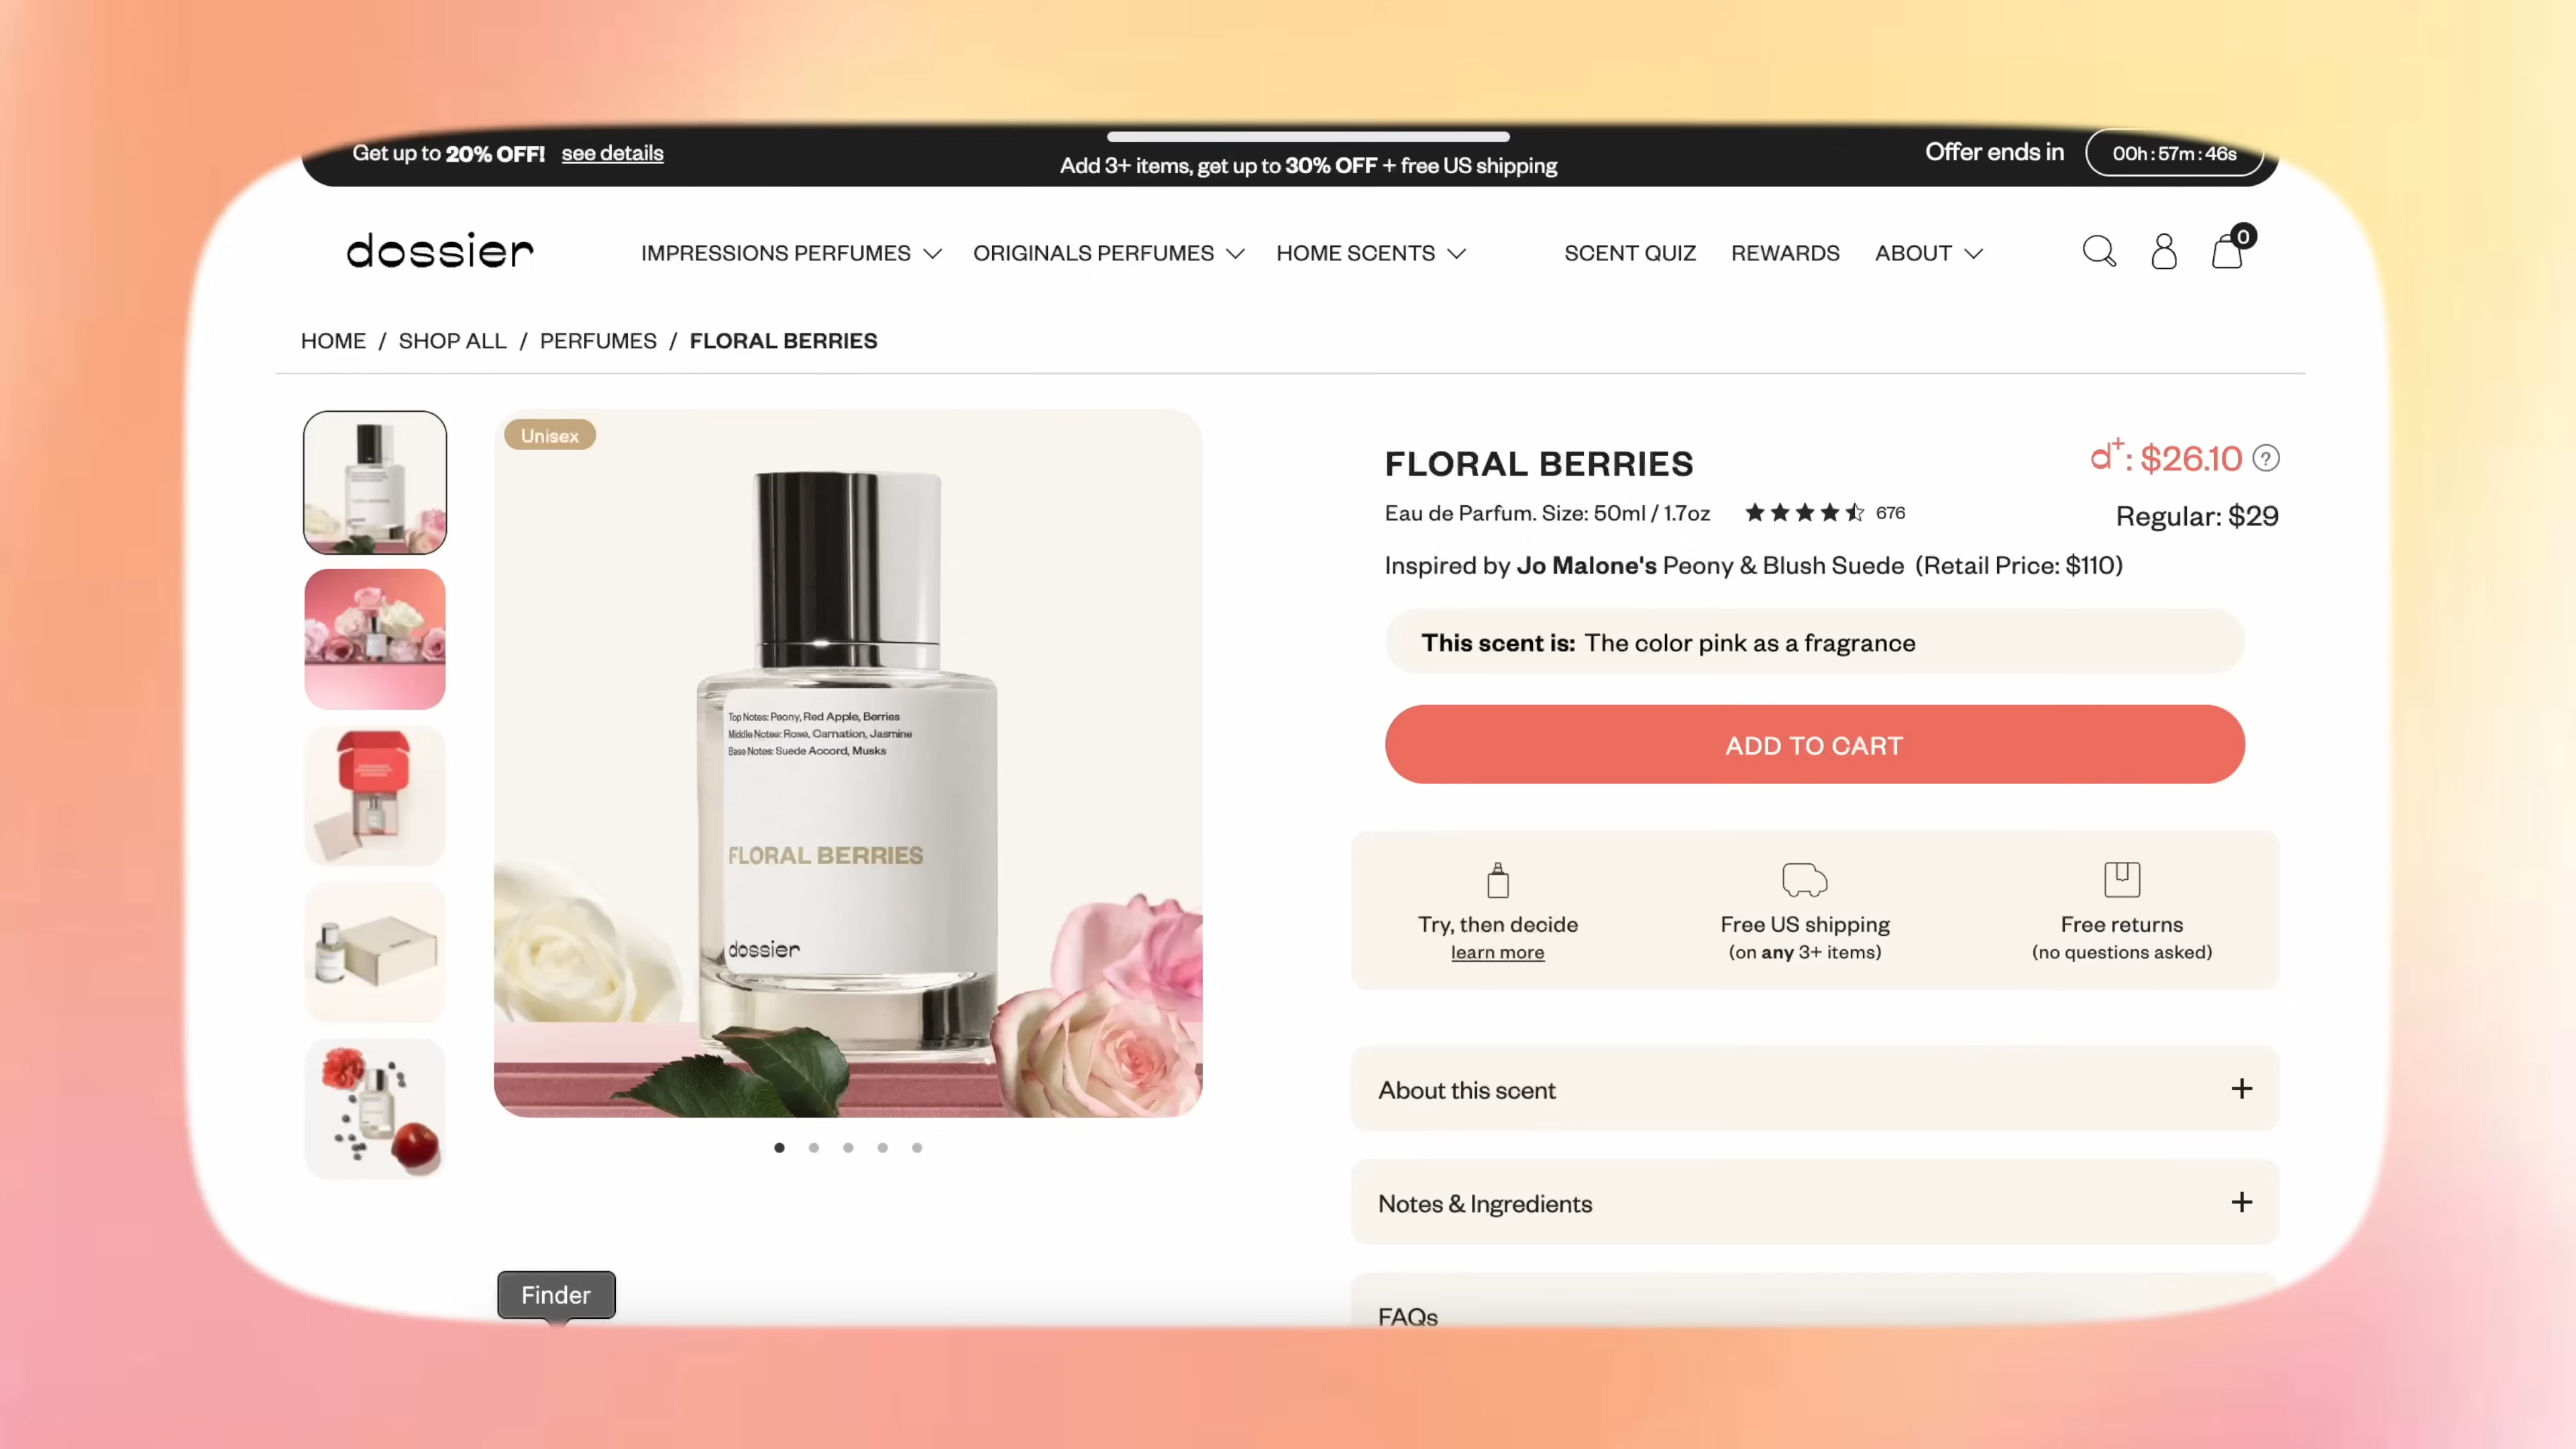 Get up to 20% OFF! see details
Add 3+ items, get up to 30% OFF + free US shipping
Offer ends in 00h : 57m : 46s
dossier
IMPRESSIONS PERFUMES
ORIGINALS PERFUMES
HOME SCENTS
SCENT QUIZ
REWARDS
ABOUT
0
HOME / SHOP ALL / PERFUMES / FLORAL BERRIES
Unisex
Top Notes: Peony, Red Apple, Berries
Middle Notes: Rose, Carnation, Jasmine
Base Notes: Suede Accord, Musks
FLORAL BERRIES
dossier
FLORAL BERRIES
d+: $26.10 ?
Eau de Parfum. Size: 50ml / 1.7oz
676
Regular: $29
Inspired by Jo Malone's Peony & Blush Suede (Retail Price: $110)
This scent is: The color pink as a fragrance
ADD TO CART
Try, then decide
learn more
Free US shipping
(on any 3+ items)
Free returns
(no questions asked)
About this scent +
Notes & Ingredients +
FAQs
Finder